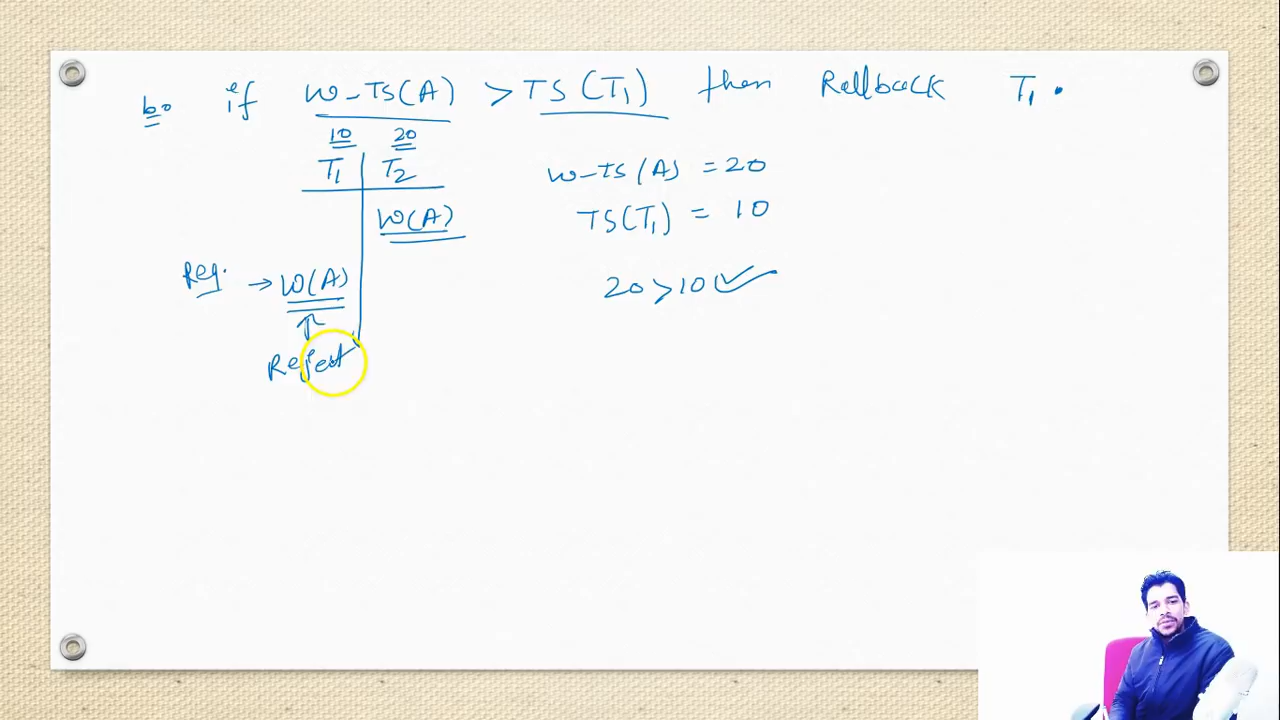 b. if W-TS(A) > TS(T1) then Rollback T1.
10 20
T1 T2
W-TS(A) = 20
W(A)
TS(T1) = 10
Req. → W(A)
20 > 10 ✓
Reject